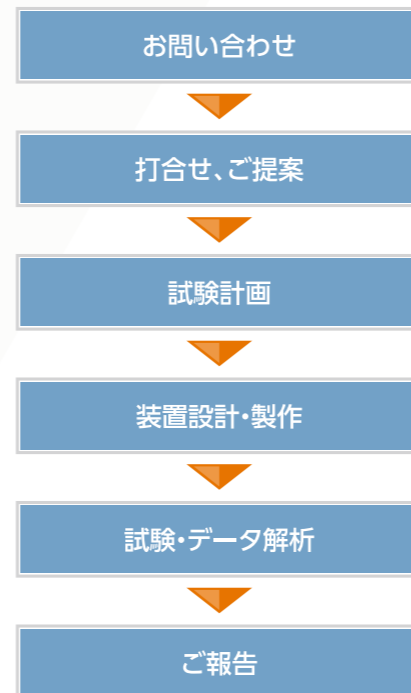 お問い合わせ
打合せ、ご提案
試験計画
装置設計・製作
試験・データ解析
ご報告